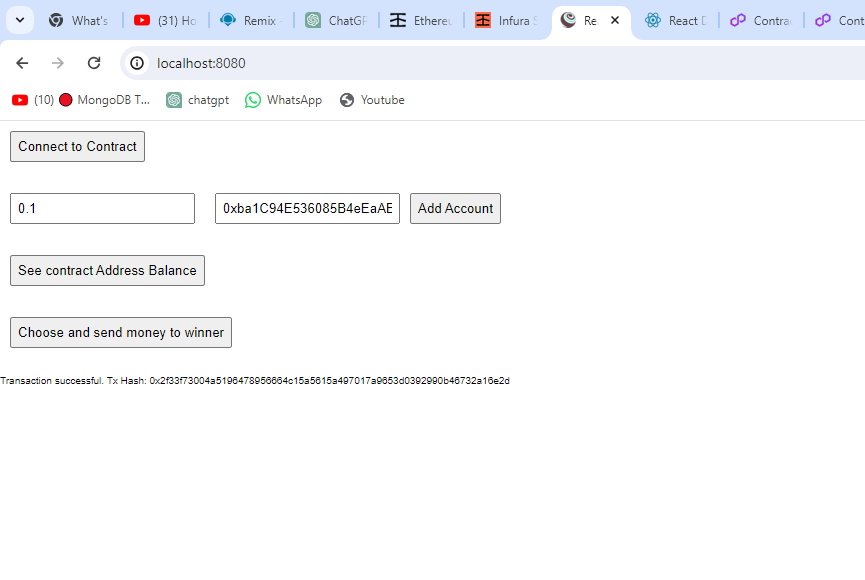 What's (31) Ho Remix ChatGP Ethereu Infura S Re React D Contra Cont
localhost:8080
(10) MongoDB T... chatgpt WhatsApp Youtube
Connect to Contract
0.1 0xba1C94E536085B4eEaAE Add Account
See contract Address Balance
Choose and send money to winner
Transaction successful. Tx Hash: 0x2f33f73004a5196478956664c15a5615a497017a9653d0392990b46732a16e2d